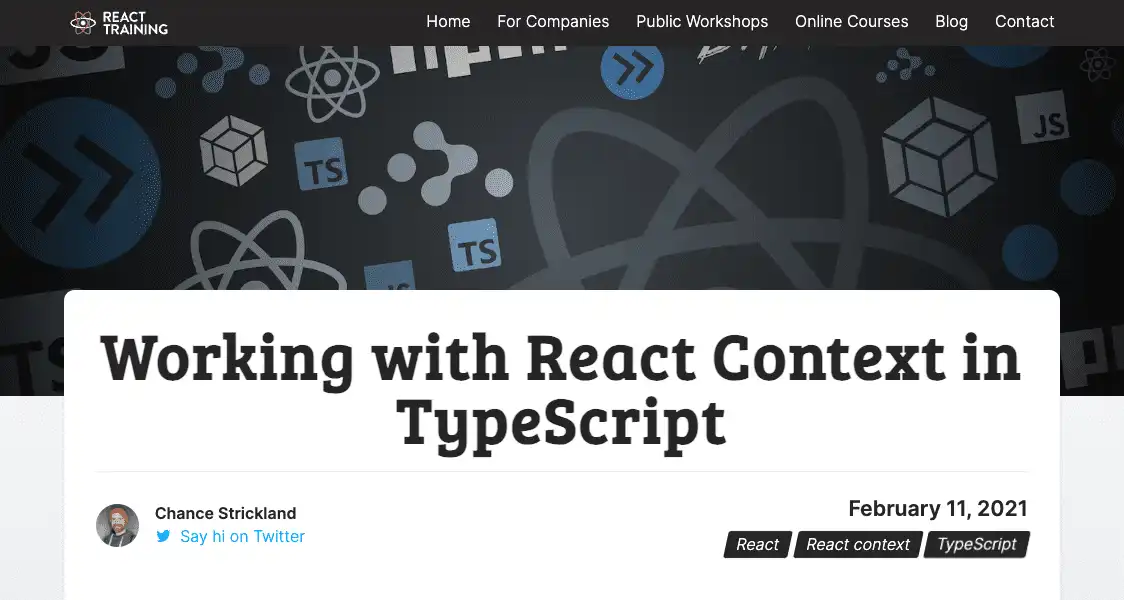 REACT
TRAINING
Home For Companies Public Workshops Online Courses Blog Contact
npm
JS
TS
TS
JS
TS
Working with React Context in
TypeScript
Chance Strickland
February 11, 2021
Say hi on Twitter
React React context TypeScript